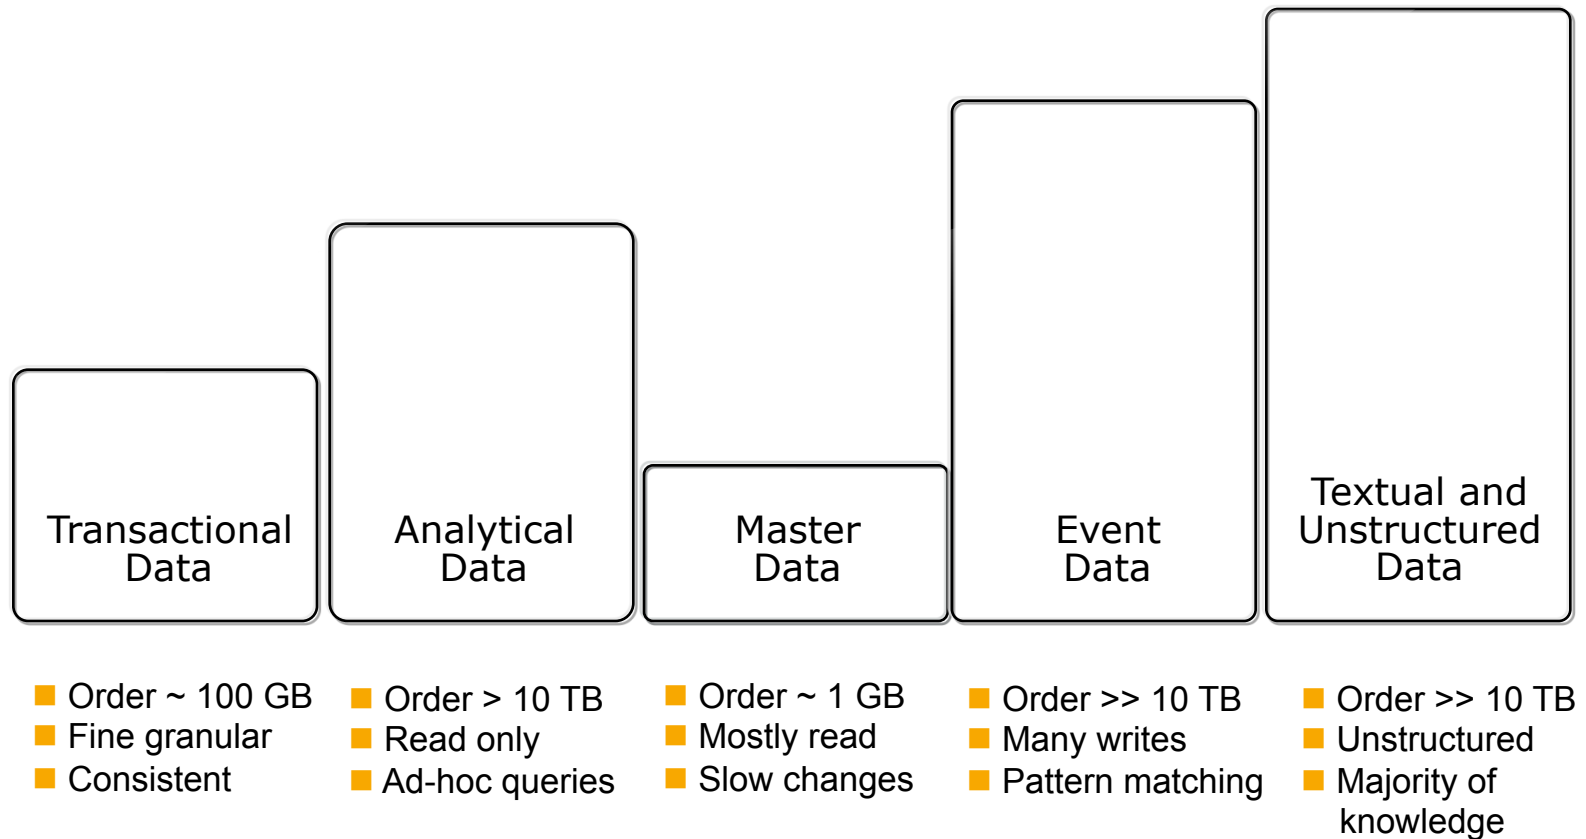 Transactional
Data
Analytical
Data
Master
Data
Event
Data
Textual and
Unstructured
Data
Order ~ 100 GB
Fine granular
Consistent
Order > 10 TB
Read only
Ad-hoc queries
Order ~ 1 GB
Mostly read
Slow changes
Order >> 10 TB
Many writes
Pattern matching
Order >> 10 TB
Unstructured
Majority of
knowledge